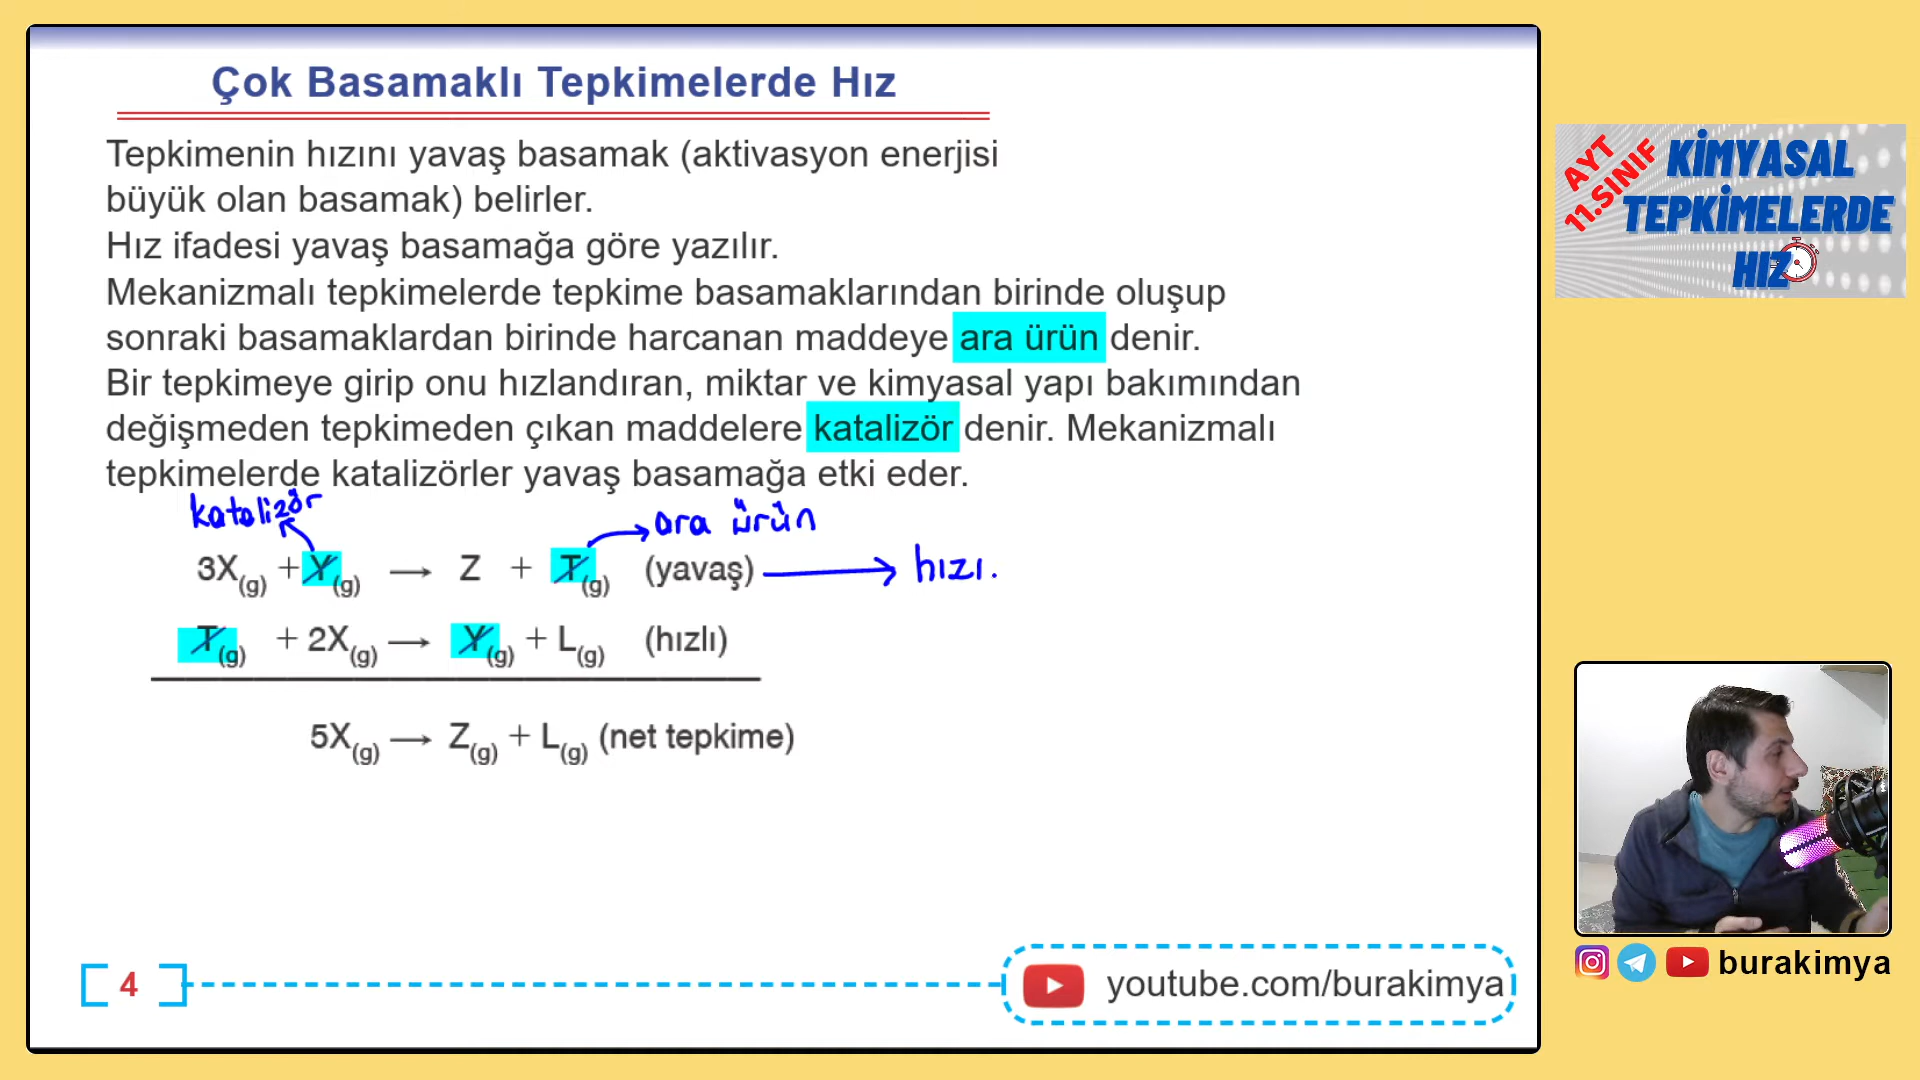 Çok Basamaklı Tepkimelerde Hız
Tepkimenin hızını yavaş basamak (aktivasyon enerjisi
büyük olan basamak) belirler.
Hız ifadesi yavaş basamağa göre yazılır.
Mekanizmalı tepkimelerde tepkime basamaklarından birinde oluşup
sonraki basamaklardan birinde harcanan maddeye ara ürün denir.
Bir tepkimeye girip onu hızlandıran, miktar ve kimyasal yapı bakımından
değişmeden tepkimeden çıkan maddelere katalizör denir. Mekanizmalı
tepkimelerde katalizörler yavaş basamağa etki eder.
katalizör
ara ürün
3X(g) + Y(g) → Z + T(g) (yavaş) → hızı.
T(g) + 2X(g) → Y(g) + L(g) (hızlı)
5X(g) → Z(g) + L(g) (net tepkime)
4
youtube.com/burakimya
AYT
11.SINIF
KİMYASAL
TEPKİMELERDE
HIZ
burakimya